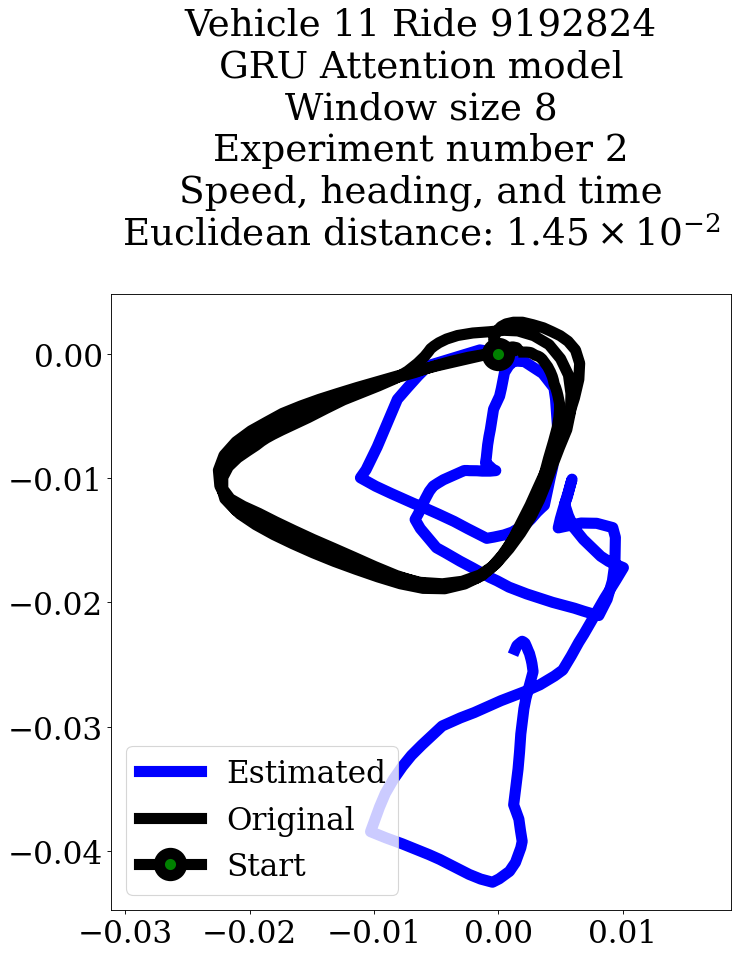 Vehicle 11 Ride 9192824
GRU Attention model
Window size 8
Experiment number 2
Speed, heading, and time
Euclidean distance: 1.45 × 10⁻²
0.00
−0.01
−0.02
−0.03
−0.04
Estimated
Original
Start
−0.03 −0.02 −0.01 0.00 0.01